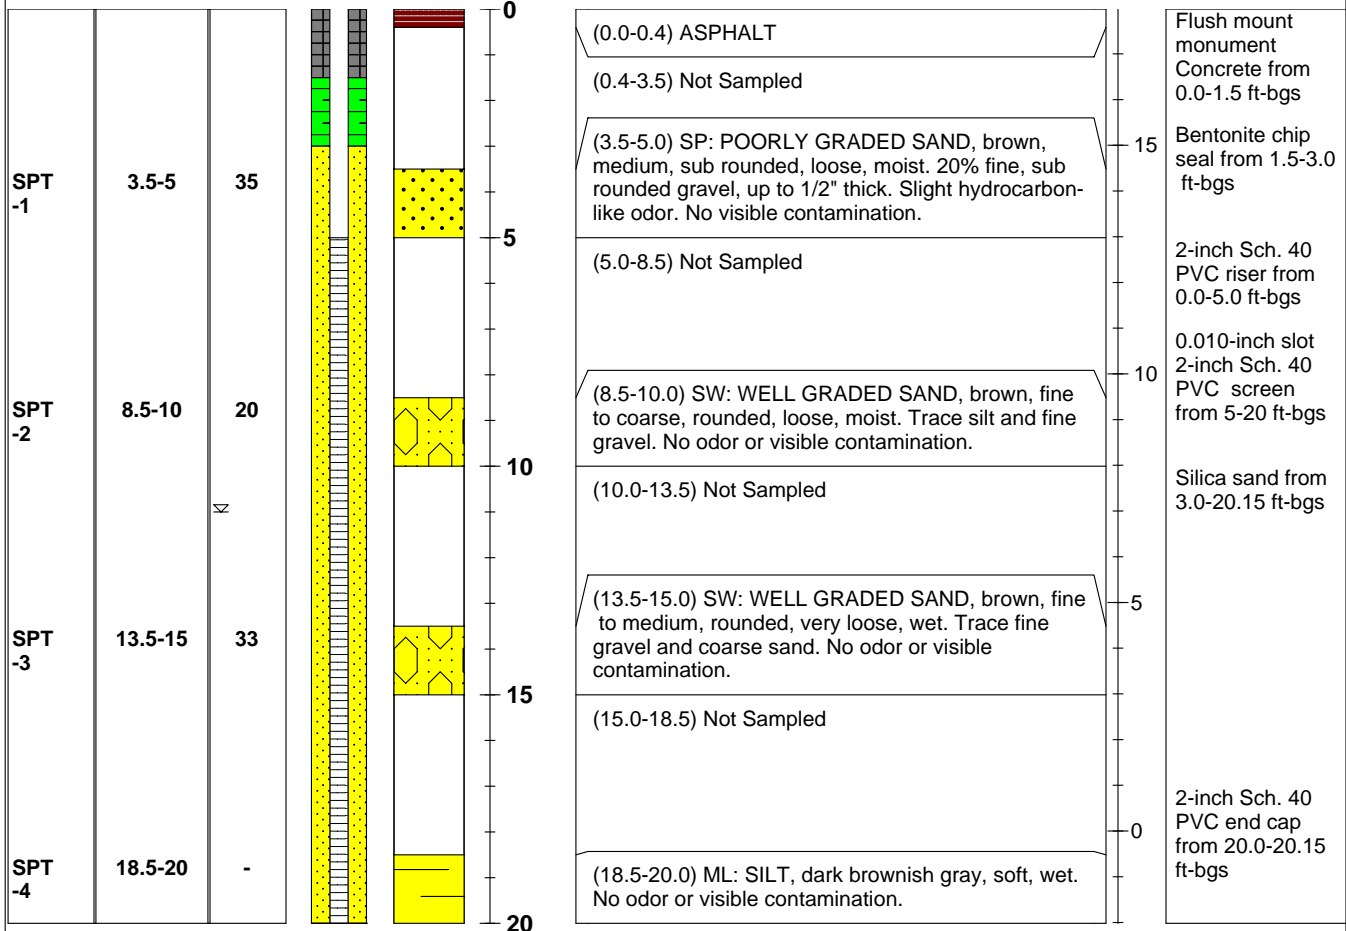 SPT
-1
3.5-5
35
SPT
-2
8.5-10
20
SPT
-3
13.5-15
33
SPT
-4
18.5-20
-
0
5
10
15
20
(0.0-0.4) ASPHALT
(0.4-3.5) Not Sampled
(3.5-5.0) SP: POORLY GRADED SAND, brown,
medium, sub rounded, loose, moist. 20% fine, sub
rounded gravel, up to 1/2" thick. Slight hydrocarbon-
like odor. No visible contamination.
(5.0-8.5) Not Sampled
(8.5-10.0) SW: WELL GRADED SAND, brown, fine
to coarse, rounded, loose, moist. Trace silt and fine
gravel. No odor or visible contamination.
(10.0-13.5) Not Sampled
(13.5-15.0) SW: WELL GRADED SAND, brown, fine
to medium, rounded, very loose, wet. Trace fine
gravel and coarse sand. No odor or visible
contamination.
(15.0-18.5) Not Sampled
(18.5-20.0) ML: SILT, dark brownish gray, soft, wet.
No odor or visible contamination.
15
10
5
0
Flush mount
monument
Concrete from
0.0-1.5 ft-bgs
Bentonite chip
seal from 1.5-3.0
ft-bgs
2-inch Sch. 40
PVC riser from
0.0-5.0 ft-bgs
0.010-inch slot
2-inch Sch. 40
PVC screen
from 5-20 ft-bgs
Silica sand from
3.0-20.15 ft-bgs
2-inch Sch. 40
PVC end cap
from 20.0-20.15
ft-bgs